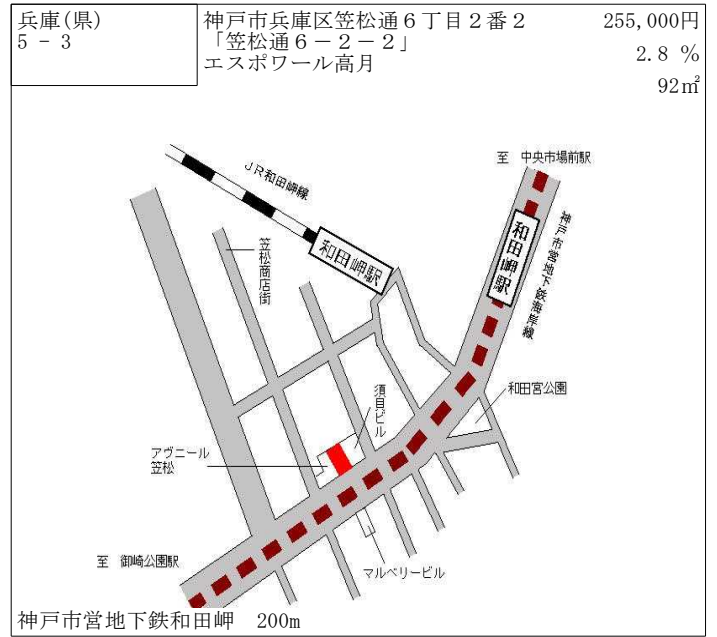 兵庫(県)
5 - 3
神戸市兵庫区笠松通６丁目２番２
「笠松通６－２－２」
エスポワール高月
255,000円
2.8 %
92㎡
至 中央市場前駅
ＪＲ和田岬線
和田岬駅
和田岬駅
神戸市営地下鉄海岸線
笠松商店街
須貝ビル
和田宮公園
アヴニール
笠松
至 御崎公園駅
マルベリービル
神戸市営地下鉄和田岬 200m